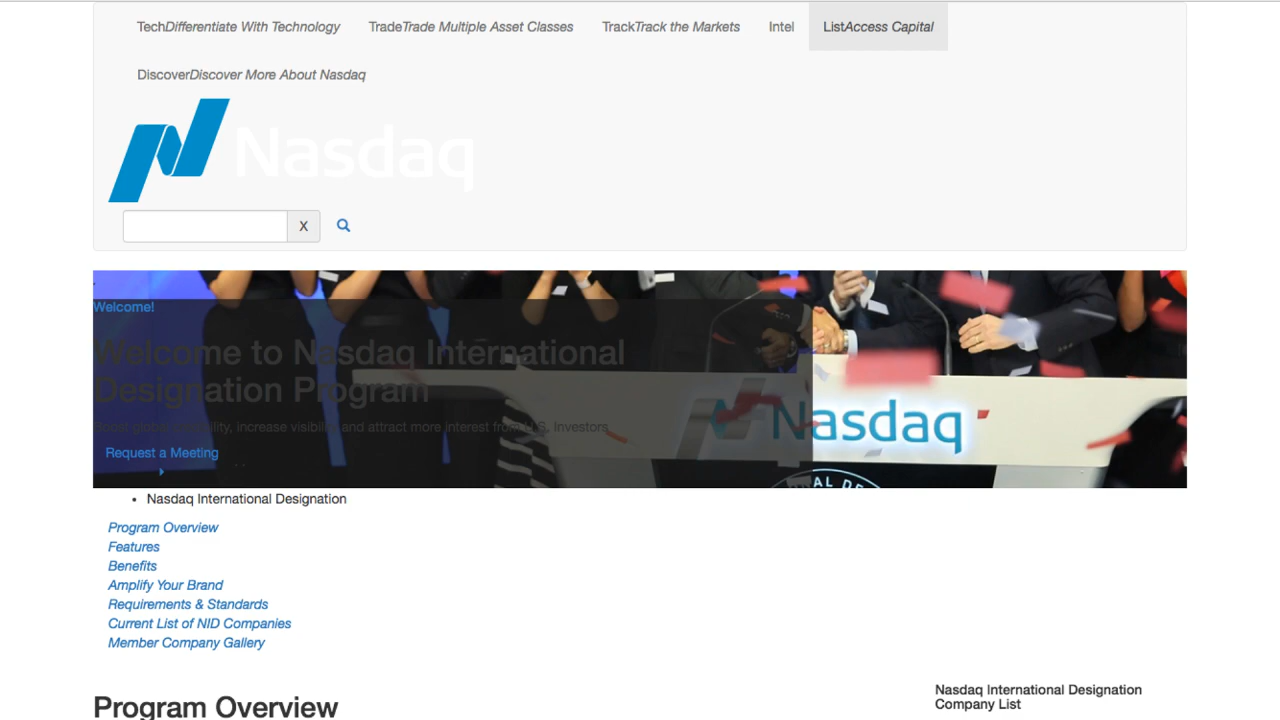 TechDifferentiate With Technology TradeTrade Multiple Asset Classes TrackTrack the Markets Intel ListAccess Capital
DiscoverDiscover More About Nasdaq
Nasdaq
X
Welcome!
Welcome to Nasdaq International
Designation Program
Boost global visibility, increase visibility and attract more interest from U.S. Investors
Nasdaq
Request a Meeting
• Nasdaq International Designation
Program Overview
Features
Benefits
Amplify Your Brand
Requirements & Standards
Current List of NID Companies
Member Company Gallery
Program Overview
Nasdaq International Designation
Company List